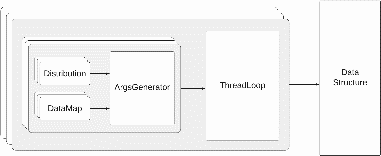 Distribution
DataMap
ArgsGenerator
ThreadLoop
Data
Structure